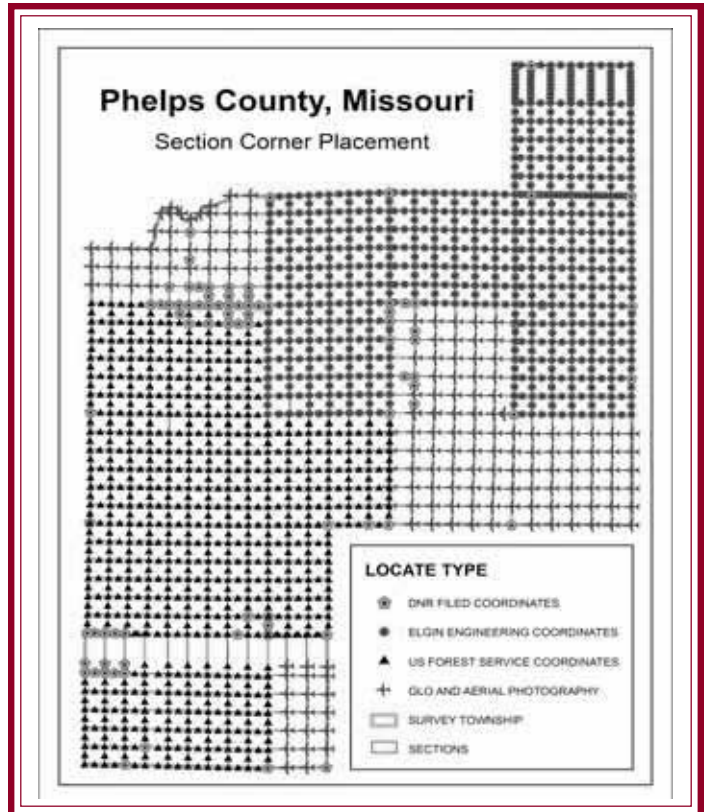 Phelps County, Missouri
Section Corner Placement
LOCATE TYPE
DNR FILED COORDINATES
ELGIN ENGINEERING COORDINATES
US FOREST SERVICE COORDINATES
GLO AND AERIAL PHOTOGRAPHY
SURVEY TOWNSHIP
SECTIONS